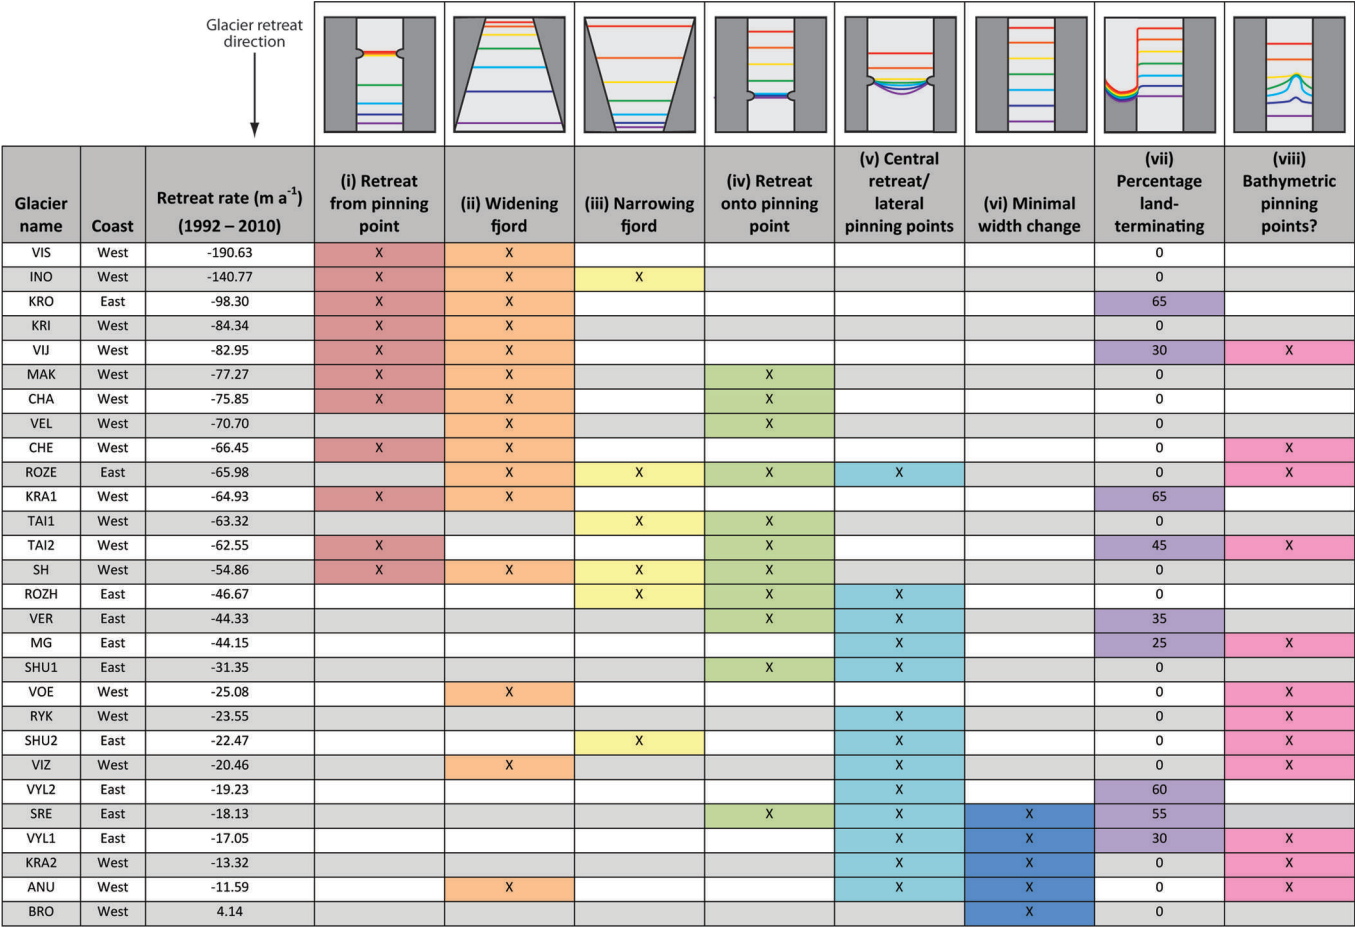 Glacier retreat
direction
Glacier
name
Coast
Retreat rate (m a⁻¹)
(1992 – 2010)
(i) Retreat
from pinning
point
(ii) Widening
fjord
(iii) Narrowing
fjord
(iv) Retreat
onto pinning
point
(v) Central
retreat/
lateral
pinning points
(vi) Minimal
width change
(vii)
Percentage
land-
terminating
(viii)
Bathymetric
pinning
points?
VIS West -190.63 X X 0
INO West -140.77 X X X 0
KRO East -98.30 X X 65
KRI West -84.34 X X 0
VIJ West -82.95 X X 30 X
MAK West -77.27 X X X 0
CHA West -75.85 X X X 0
VEL West -70.70 X X 0
CHE West -66.45 X X 0 X
ROZE East -65.98 X X X X 0 X
KRA1 West -64.93 X X 65
TAI1 West -63.32 X X 0
TAI2 West -62.55 X X 45 X
SH West -54.86 X X X X 0
ROZH East -46.67 X X X 0
VER East -44.33 X X 35
MG East -44.15 X 25 X
SHU1 East -31.35 X X 0
VOE West -25.08 X 0 X
RYK West -23.55 X 0 X
SHU2 East -22.47 X X 0 X
VIZ West -20.46 X X 0 X
VYL2 East -19.23 X 60
SRE East -18.13 X X X 55
VYL1 East -17.05 X X 30 X
KRA2 West -13.32 X X 0 X
ANU West -11.59 X X X 0 X
BRO West 4.14 X 0